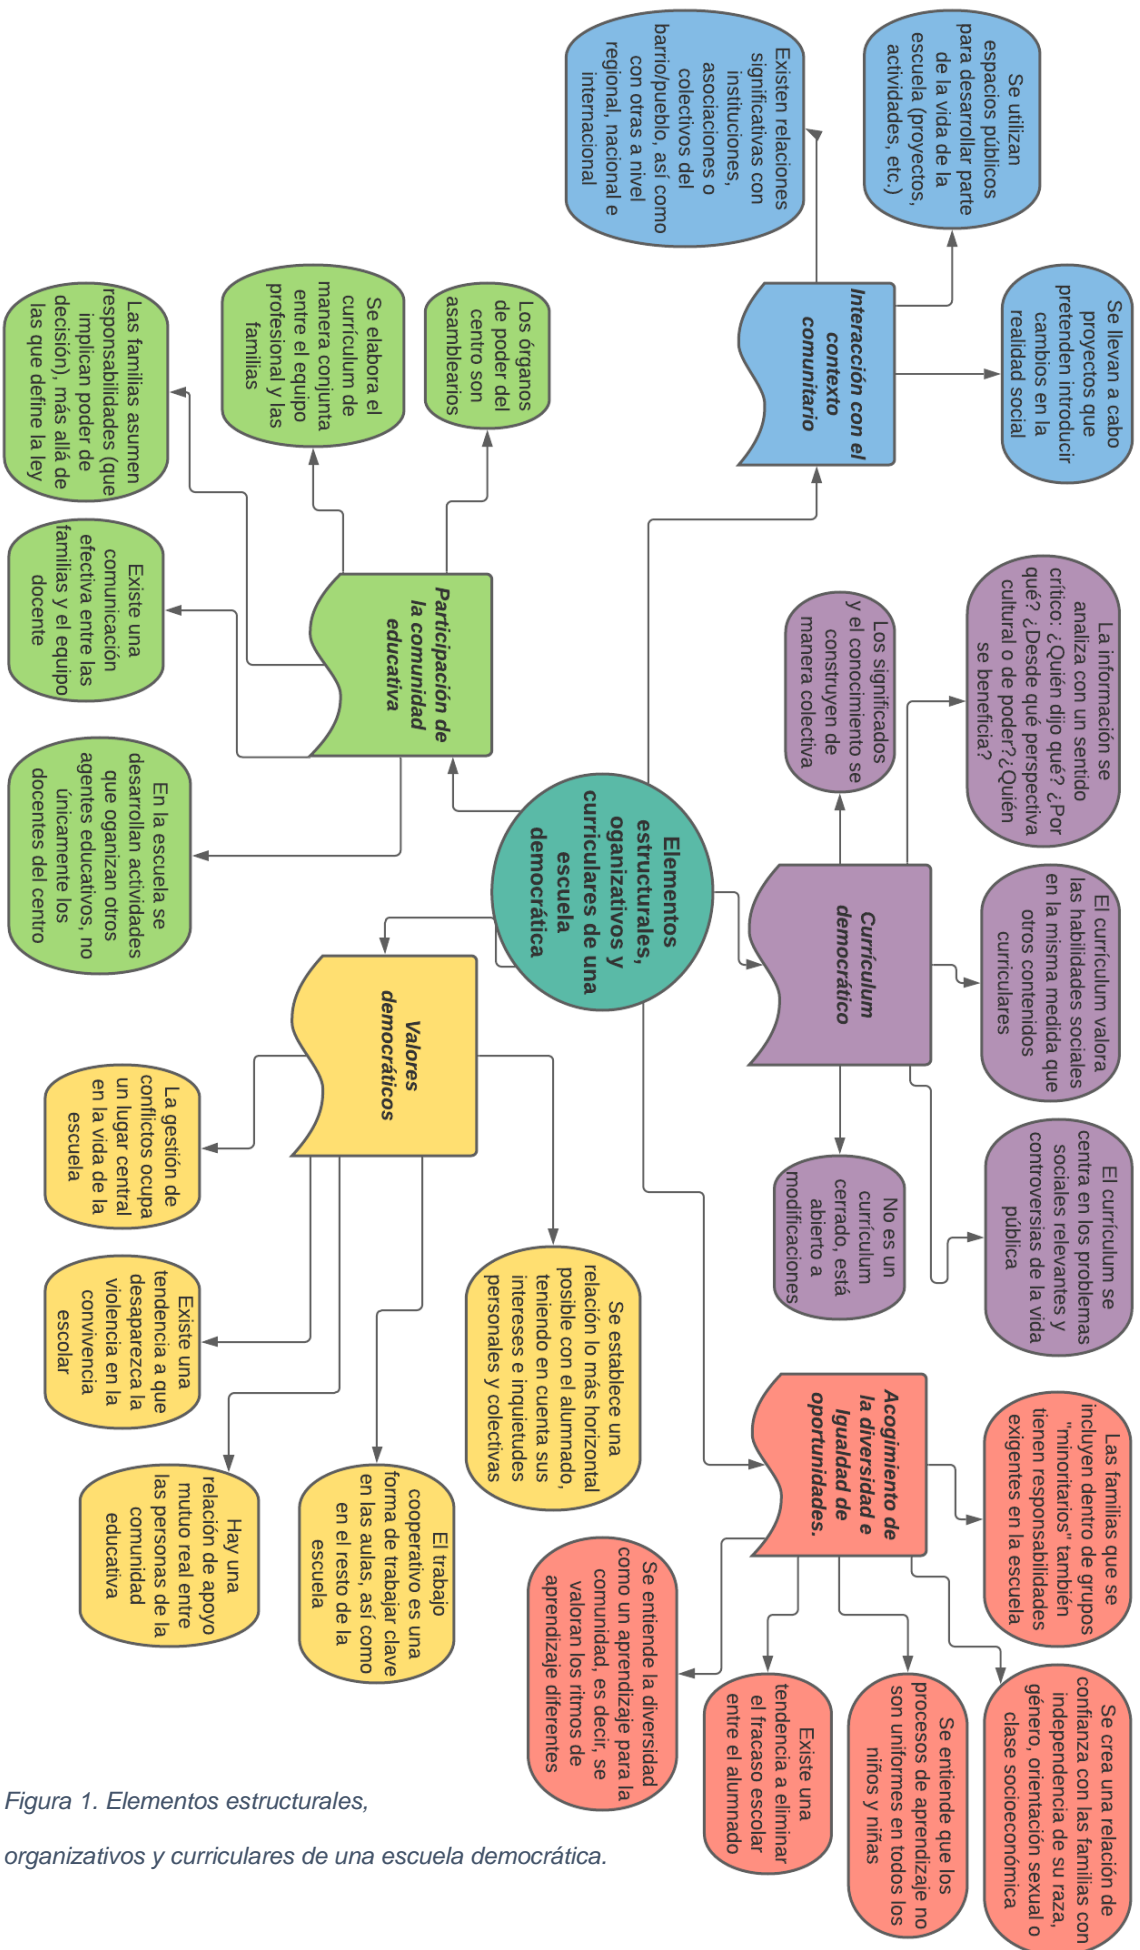 Se utilizan
espacios públicos
para desarrollar parte
de la vida de la
escuela (proyectos,
actividades, etc.)
Existen relaciones
significativas con
instituciones,
asociaciones o
colectivos del
barrio/pueblo, así como
con otras a nivel
regional, nacional e
internacional
Se llevan a cabo
proyectos que
pretenden introducir
cambios en la
realidad social
Interacción con el
contexto
comunitario
Los órganos
de poder del
centro son
asamblearios
Se elabora el
currículum de
manera conjunta
entre el equipo
profesional y las
familias
Las familias asumen
responsabilidades (que
implican poder de
decisión), más allá de
las que define la ley
Existe una
comunicación
efectiva entre las
familias y el equipo
docente
En la escuela se
desarrollan actividades
que oganizan otros
agentes educativos, no
únicamente los
docentes del centro
Participación de
la comunidad
educativa
Elementos
estructurales,
oganizativos y
curriculares de una
escuela
democrática
La información se
analiza con un sentido
crítico: ¿Quién dijo qué? ¿Por
qué? ¿Desde qué perspectiva
cultural o de poder?¿Quién
se beneficia?
Los significados
y el conocimiento se
construyen de
manera colectiva
Currículum
democrático
El currículum valora
las habilidades sociales
en la misma medida que
otros contenidos
curriculares
El currículum se
centra en los problemas
sociales relevantes y
controversias de la vida
pública
No es un
currículum
cerrado, está
abierto a
modificaciones
Valores
democráticos
La gestión de
conflictos ocupa
un lugar central
en la vida de la
escuela
Existe una
tendencia a que
desaparezca la
violencia en la
convivencia
escolar
Hay una
relación de apoyo
mutuo real entre
las personas de la
comunidad
educativa
El trabajo
cooperativo es una
forma de trabajar clave
en las aulas, así como
en el resto de la
escuela
Se establece una
relación lo más horizontal
posible con el alumnado,
teniendo en cuenta sus
intereses e inquietudes
personales y colectivas
Acogimiento de
la diversidad e
Igualdad de
oportunidades.
Las familias que se
incluyen dentro de grupos
"minoritarios" también
tienen responsabilidades
exigentes en la escuela
Se crea una relación de
confianza con las familias con
independencia de su raza,
género, orientación sexual o
clase socioeconómica
Se entiende que los
procesos de aprendizaje no
son uniformes en todos los
niños y niñas
Existe una
tendencia a eliminar
el fracaso escolar
entre el alumnado
Se entiende la diversidad
como un aprendizaje para la
comunidad, es decir, se
valoran los ritmos de
aprendizaje diferentes
Figura 1. Elementos estructurales,
organizativos y curriculares de una escuela democrática.